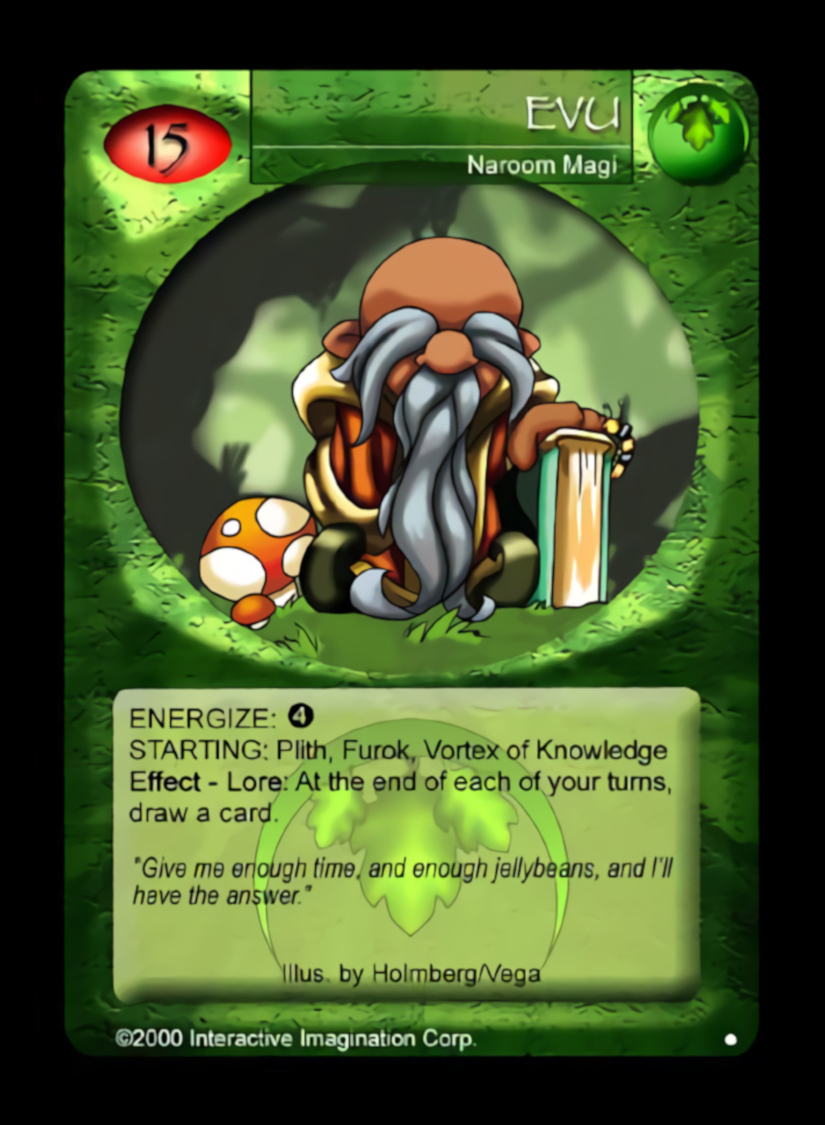 15
EVU
Naroom Magi
ENERGIZE: 4
STARTING: Plith, Furok, Vortex of Knowledge
Effect - Lore: At the end of each of your turns,
draw a card.
"Give me enough time, and enough jellybeans, and I'll
have the answer."
Illus. by Holmberg/Vega
©2000 Interactive Imagination Corp.